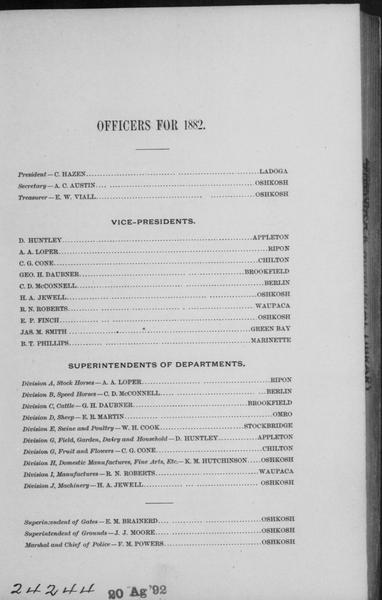 OFFICERS FOR 1882.
President—C. HAZEN LADOGA
Secretary—A. C. AUSTIN OSHKOSH
Treasurer—E. W. VIALL OSHKOSH
VICE-PRESIDENTS.
D. HUNTLEY APPLETON
A. A. LOPER RIPON
C. G. CONE CHILTON
GEO. H. DAUBNER BROOKFIELD
C. D. McCONNELL BERLIN
H. A. JEWELL OSHKOSH
R. N. ROBERTS WAUPACA
E. P. FINCH OSHKOSH
JAS. M. SMITH GREEN BAY
B. T. PHILLIPS MARINETTE
SUPERINTENDENTS OF DEPARTMENTS.
Division A, Stock Horses—A. A. LOPER RIPON
Division B, Speed Horses—C. D. McCONNELL BERLIN
Division C, Cattle—G. H. DAUBNER BROOKFIELD
Division D, Sheep—E. R. MARTIN OMRO
Division E, Swine and Poultry—W. H. COOK STOCKBRIDGE
Division G, Field, Garden, Dairy and Household—D. HUNTLEY APPLETON
Division G, Fruit and Flowers—C. G. CONE CHILTON
Division H, Domestic Manufactures, Fine Arts, Etc.—K. M. HUTCHINSON OSHKOSH
Division I, Manufactures—R. N. ROBERTS WAUPACA
Division J, Machinery—H. A. JEWELL OSHKOSH
Superintendent of Gates—E. M. BRAINERD OSHKOSH
Superintendent of Grounds—J. J. MOORE OSHKOSH
Marshal and Chief of Police—F. M. POWERS OSHKOSH
24244 20 Ag '92